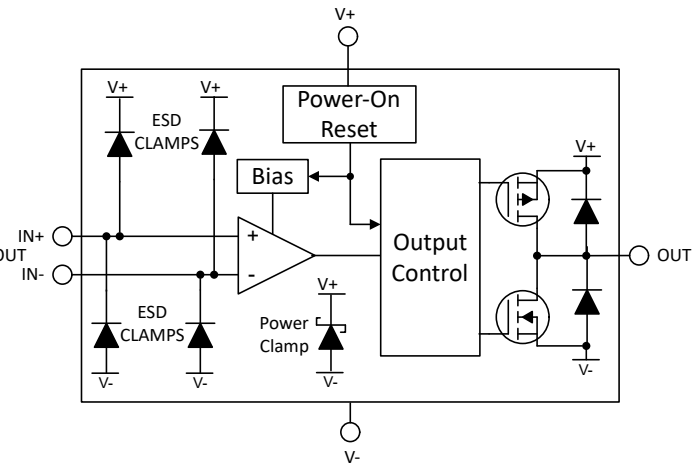 V+
V+
V+
ESD
CLAMPS
Power-On
Reset
V+
Bias
IN+
+
OUT
IN-
-
Output
Control
OUT
V+
Power
Clamp
ESD
CLAMPS
V-
V-
V-
V-
V-